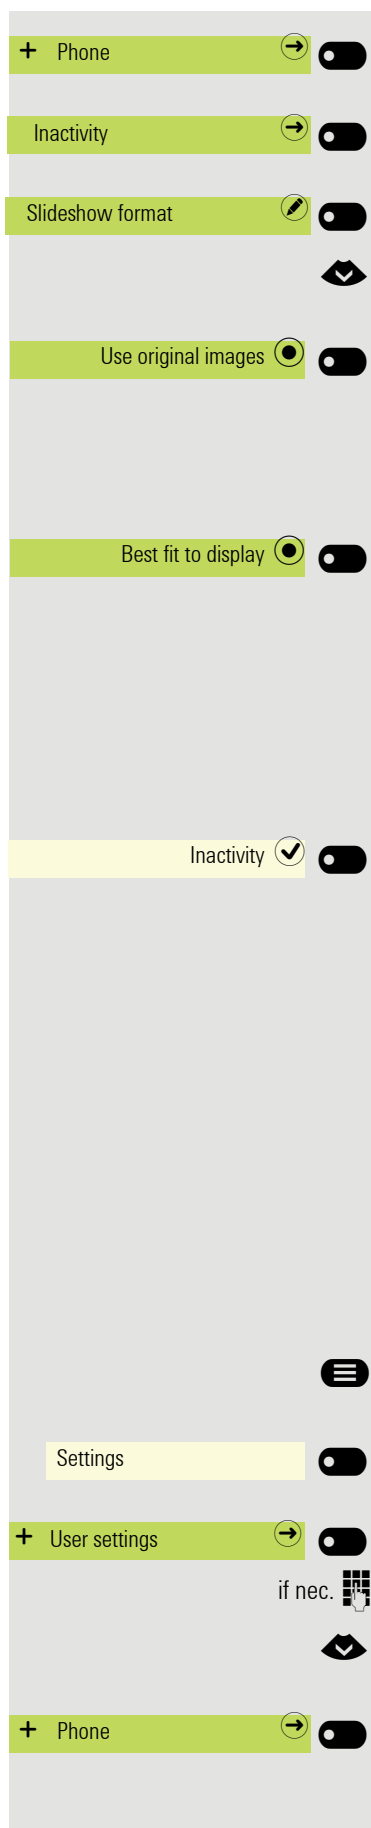 + Phone
Inactivity
Slideshow format
Use original images
Best fit to display
Inactivity
Settings
+ User settings
if nec.
+ Phone